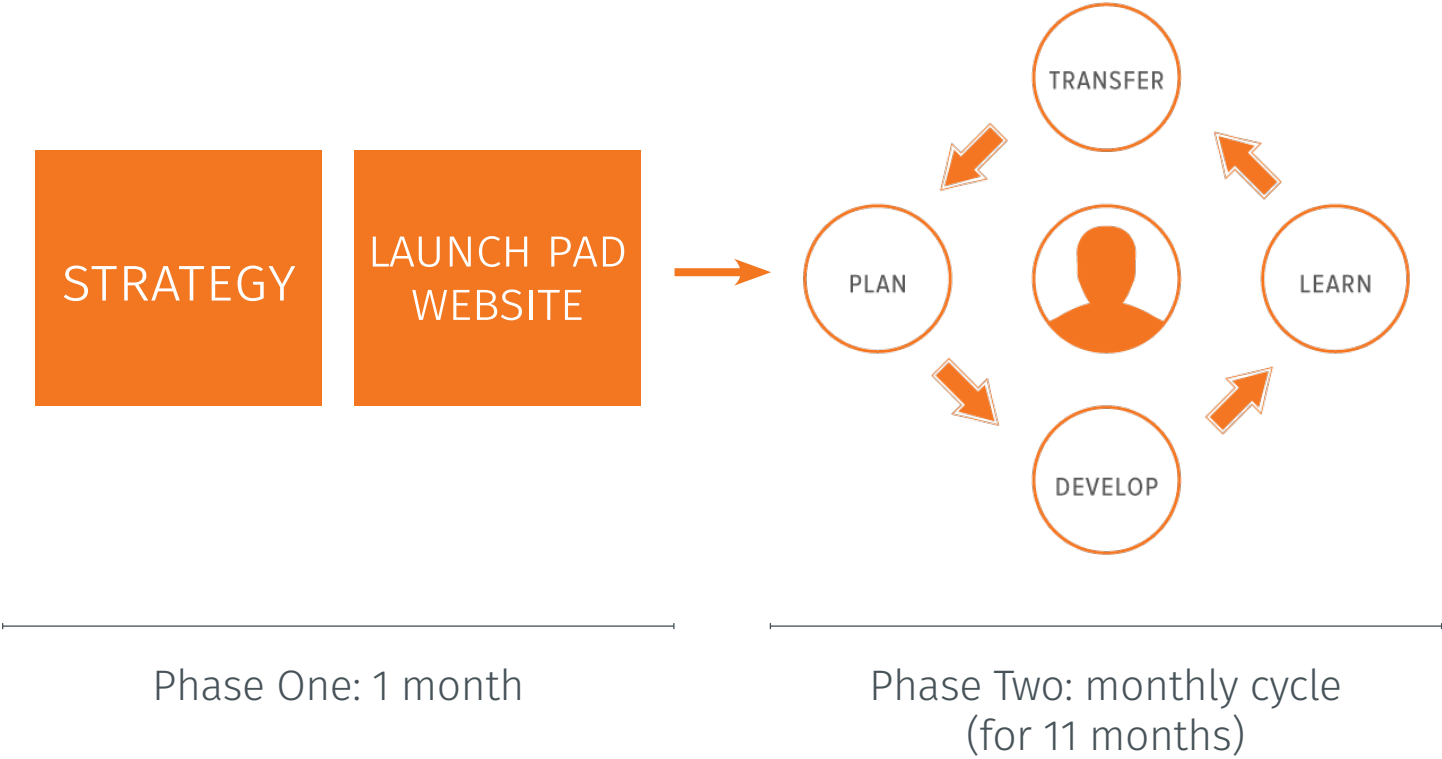 STRATEGY
LAUNCH PAD
WEBSITE
TRANSFER
PLAN
LEARN
DEVELOP
Phase One: 1 month
Phase Two: monthly cycle
(for 11 months)